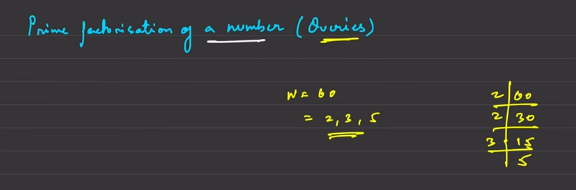 Prime factorisation of a number (Queries)
N = 60
= 2, 3, 5
2 | 60
2 | 30
3 | 15
5